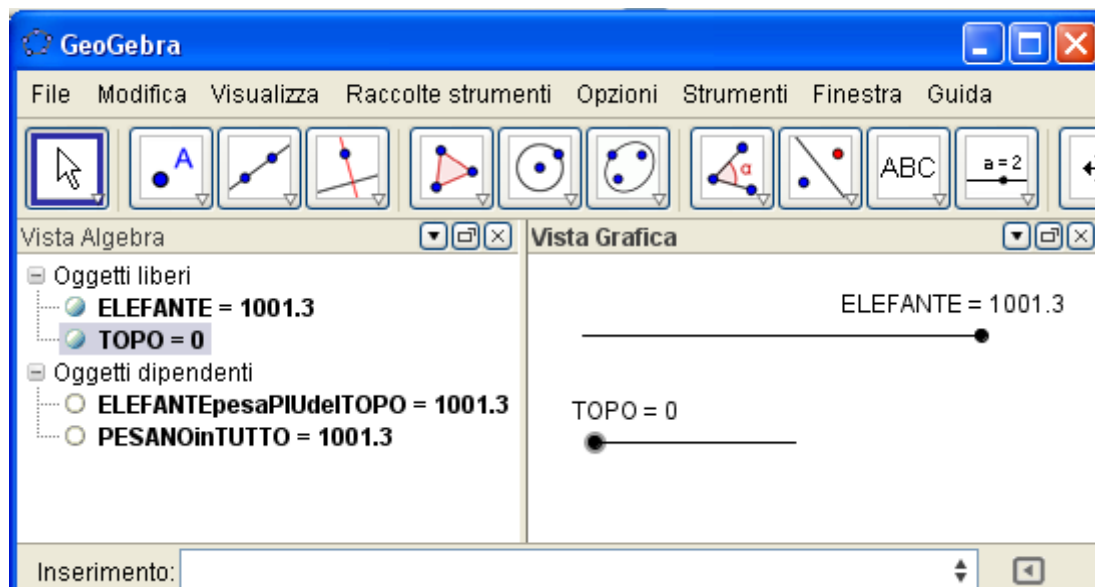 GeoGebra
File Modifica Visualizza Raccolte strumenti Opzioni Strumenti Finestra Guida
A
α
ABC
a = 2
Vista Algebra
Vista Grafica
Oggetti liberi
ELEFANTE = 1001.3
TOPO = 0
Oggetti dipendenti
ELEFANTEpesaPIUdelTOPO = 1001.3
PESANOinTUTTO = 1001.3
ELEFANTE = 1001.3
TOPO = 0
Inserimento: